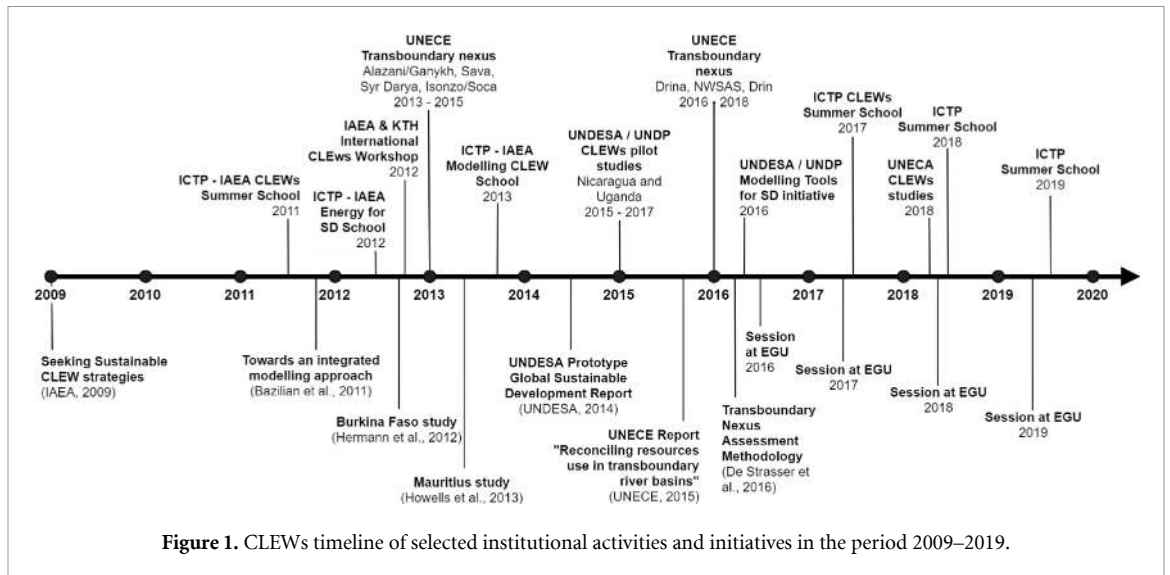 UNECE
Transboundary nexus
Alazani/Ganykh, Sava,
Syr Darya, Isonzo/Soca
2013 - 2015
UNECE
Transboundary
nexus
Drina, NWSAS, Drin
2016 - 2018
IAEA & KTH
International
CLEws Workshop
2012
ICTP - IAEA CLEWs
Summer School
2011
ICTP - IAEA
Energy for
SD School
2012
ICTP - IAEA
Modelling CLEW
School
2013
UNDESA / UNDP
CLEWs pilot
studies
Nicaragua and
Uganda
2015 - 2017
UNDESA / UNDP
Modelling Tools
for SD initiative
2016
ICTP CLEWs
Summer School
2017
UNECA
CLEWs
studies
2018
ICTP
Summer School
2018
ICTP
Summer School
2019
2009 2010 2011 2012 2013 2014 2015 2016 2017 2018 2019 2020
Seeking Sustainable
CLEW strategies
(IAEA, 2009)
Towards an integrated
modelling approach
(Bazilian et al., 2011)
Burkina Faso study
(Hermann et al., 2012)
Mauritius study
(Howells et al., 2013)
UNDESA Prototype
Global Sustainable
Development Report
(UNDESA, 2014)
UNECE Report
"Reconciling resources
use in transboundary
river basins"
(UNECE, 2015)
Transboundary
Nexus
Assessment
Methodology
(De Strasser et
al., 2016)
Session
at EGU
2016
Session at EGU
2017
Session at EGU
2018
Session at EGU
2019
Figure 1. CLEWs timeline of selected institutional activities and initiatives in the period 2009–2019.